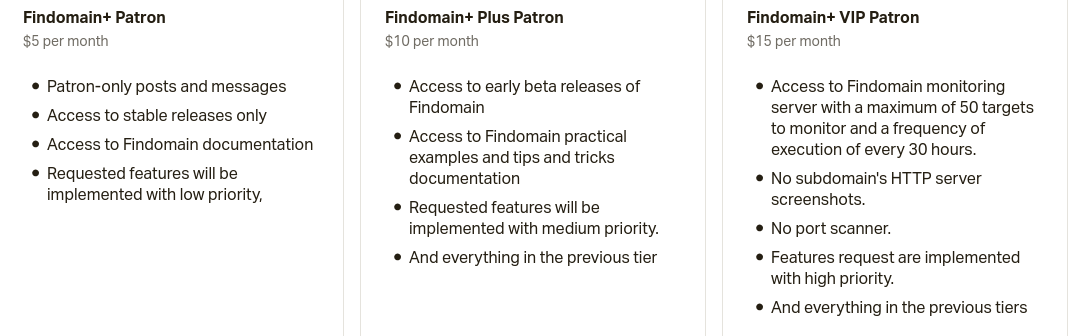 Findomain+ Patron
$5 per month
Patron-only posts and messages
Access to stable releases only
Access to Findomain documentation
Requested features will be
implemented with low priority,
Findomain+ Plus Patron
$10 per month
Access to early beta releases of
Findomain
Access to Findomain practical
examples and tips and tricks
documentation
Requested features will be
implemented with medium priority.
And everything in the previous tier
Findomain+ VIP Patron
$15 per month
Access to Findomain monitoring
server with a maximum of 50 targets
to monitor and a frequency of
execution of every 30 hours.
No subdomain's HTTP server
screenshots.
No port scanner.
Features request are implemented
with high priority.
And everything in the previous tiers